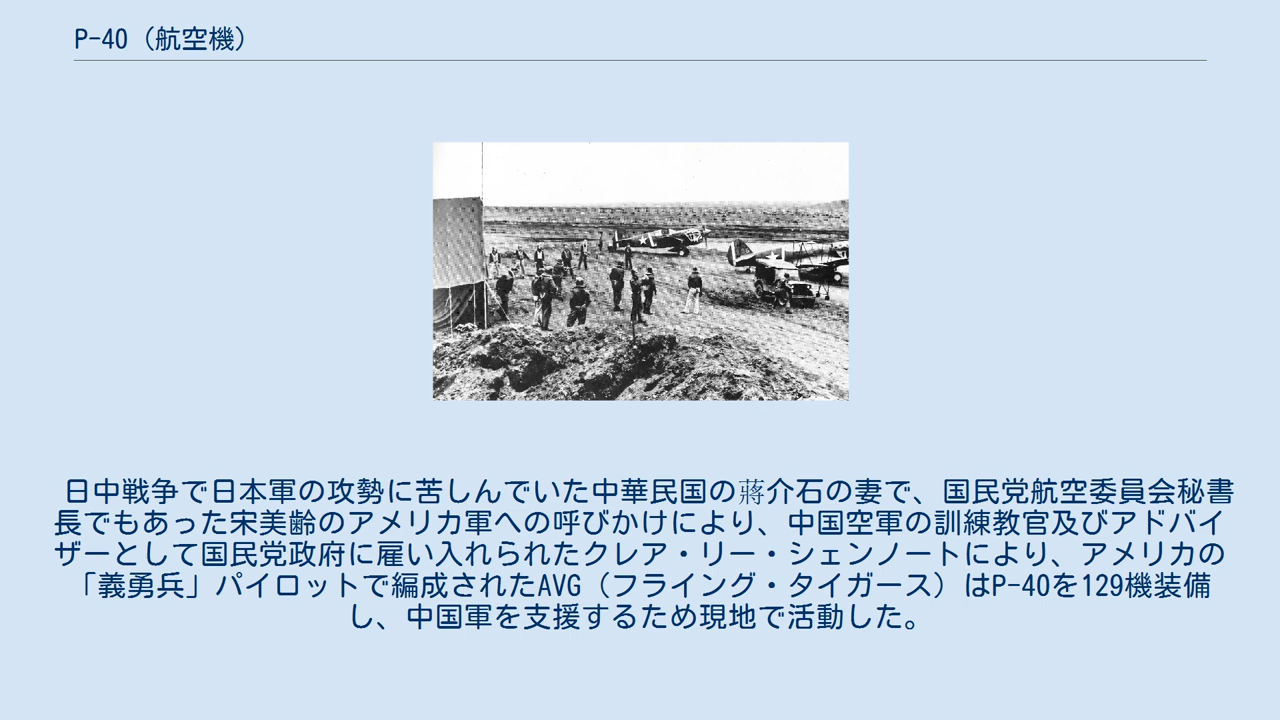 P-40（航空機）
日中戦争で日本軍の攻勢に苦しんでいた中華民国の蔣介石の妻で、国民党航空委員会秘書
長でもあった宋美齢のアメリカ軍への呼びかけにより、中国空軍の訓練教官及びアドバイ
ザーとして国民党政府に雇い入れられたクレア・リー・シェンノートにより、アメリカの
「義勇兵」パイロットで編成されたAVG（フライング・タイガース）はP-40を129機装備
し、中国軍を支援するため現地で活動した。